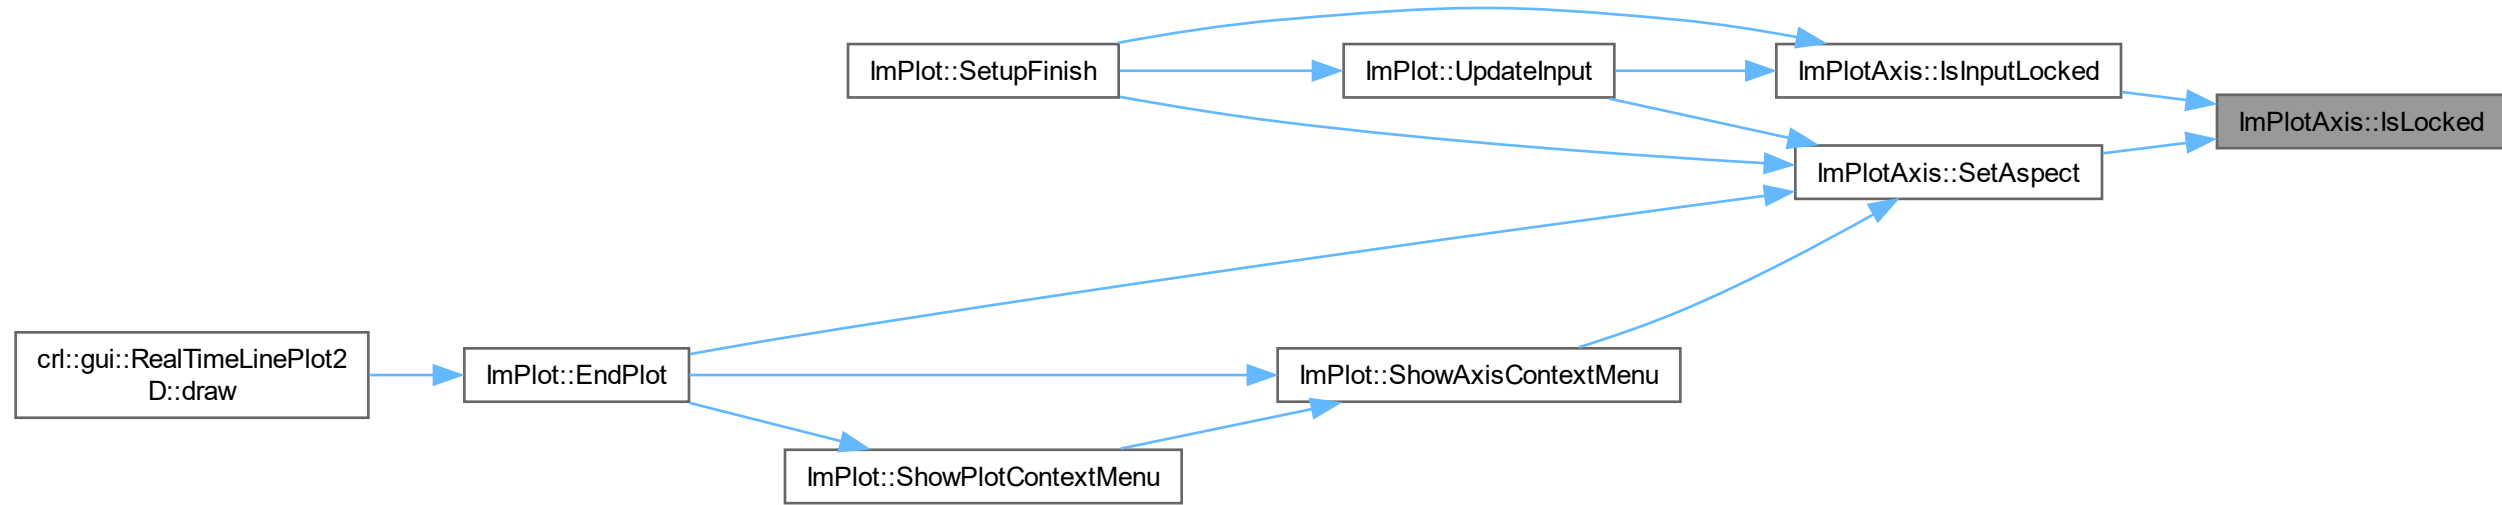 ImPlot::SetupFinish
ImPlot::UpdateInput
ImPlotAxis::IsInputLocked
ImPlotAxis::IsLocked
ImPlotAxis::SetAspect
crl::gui::RealTimeLinePlot2
D::draw
ImPlot::EndPlot
ImPlot::ShowAxisContextMenu
ImPlot::ShowPlotContextMenu